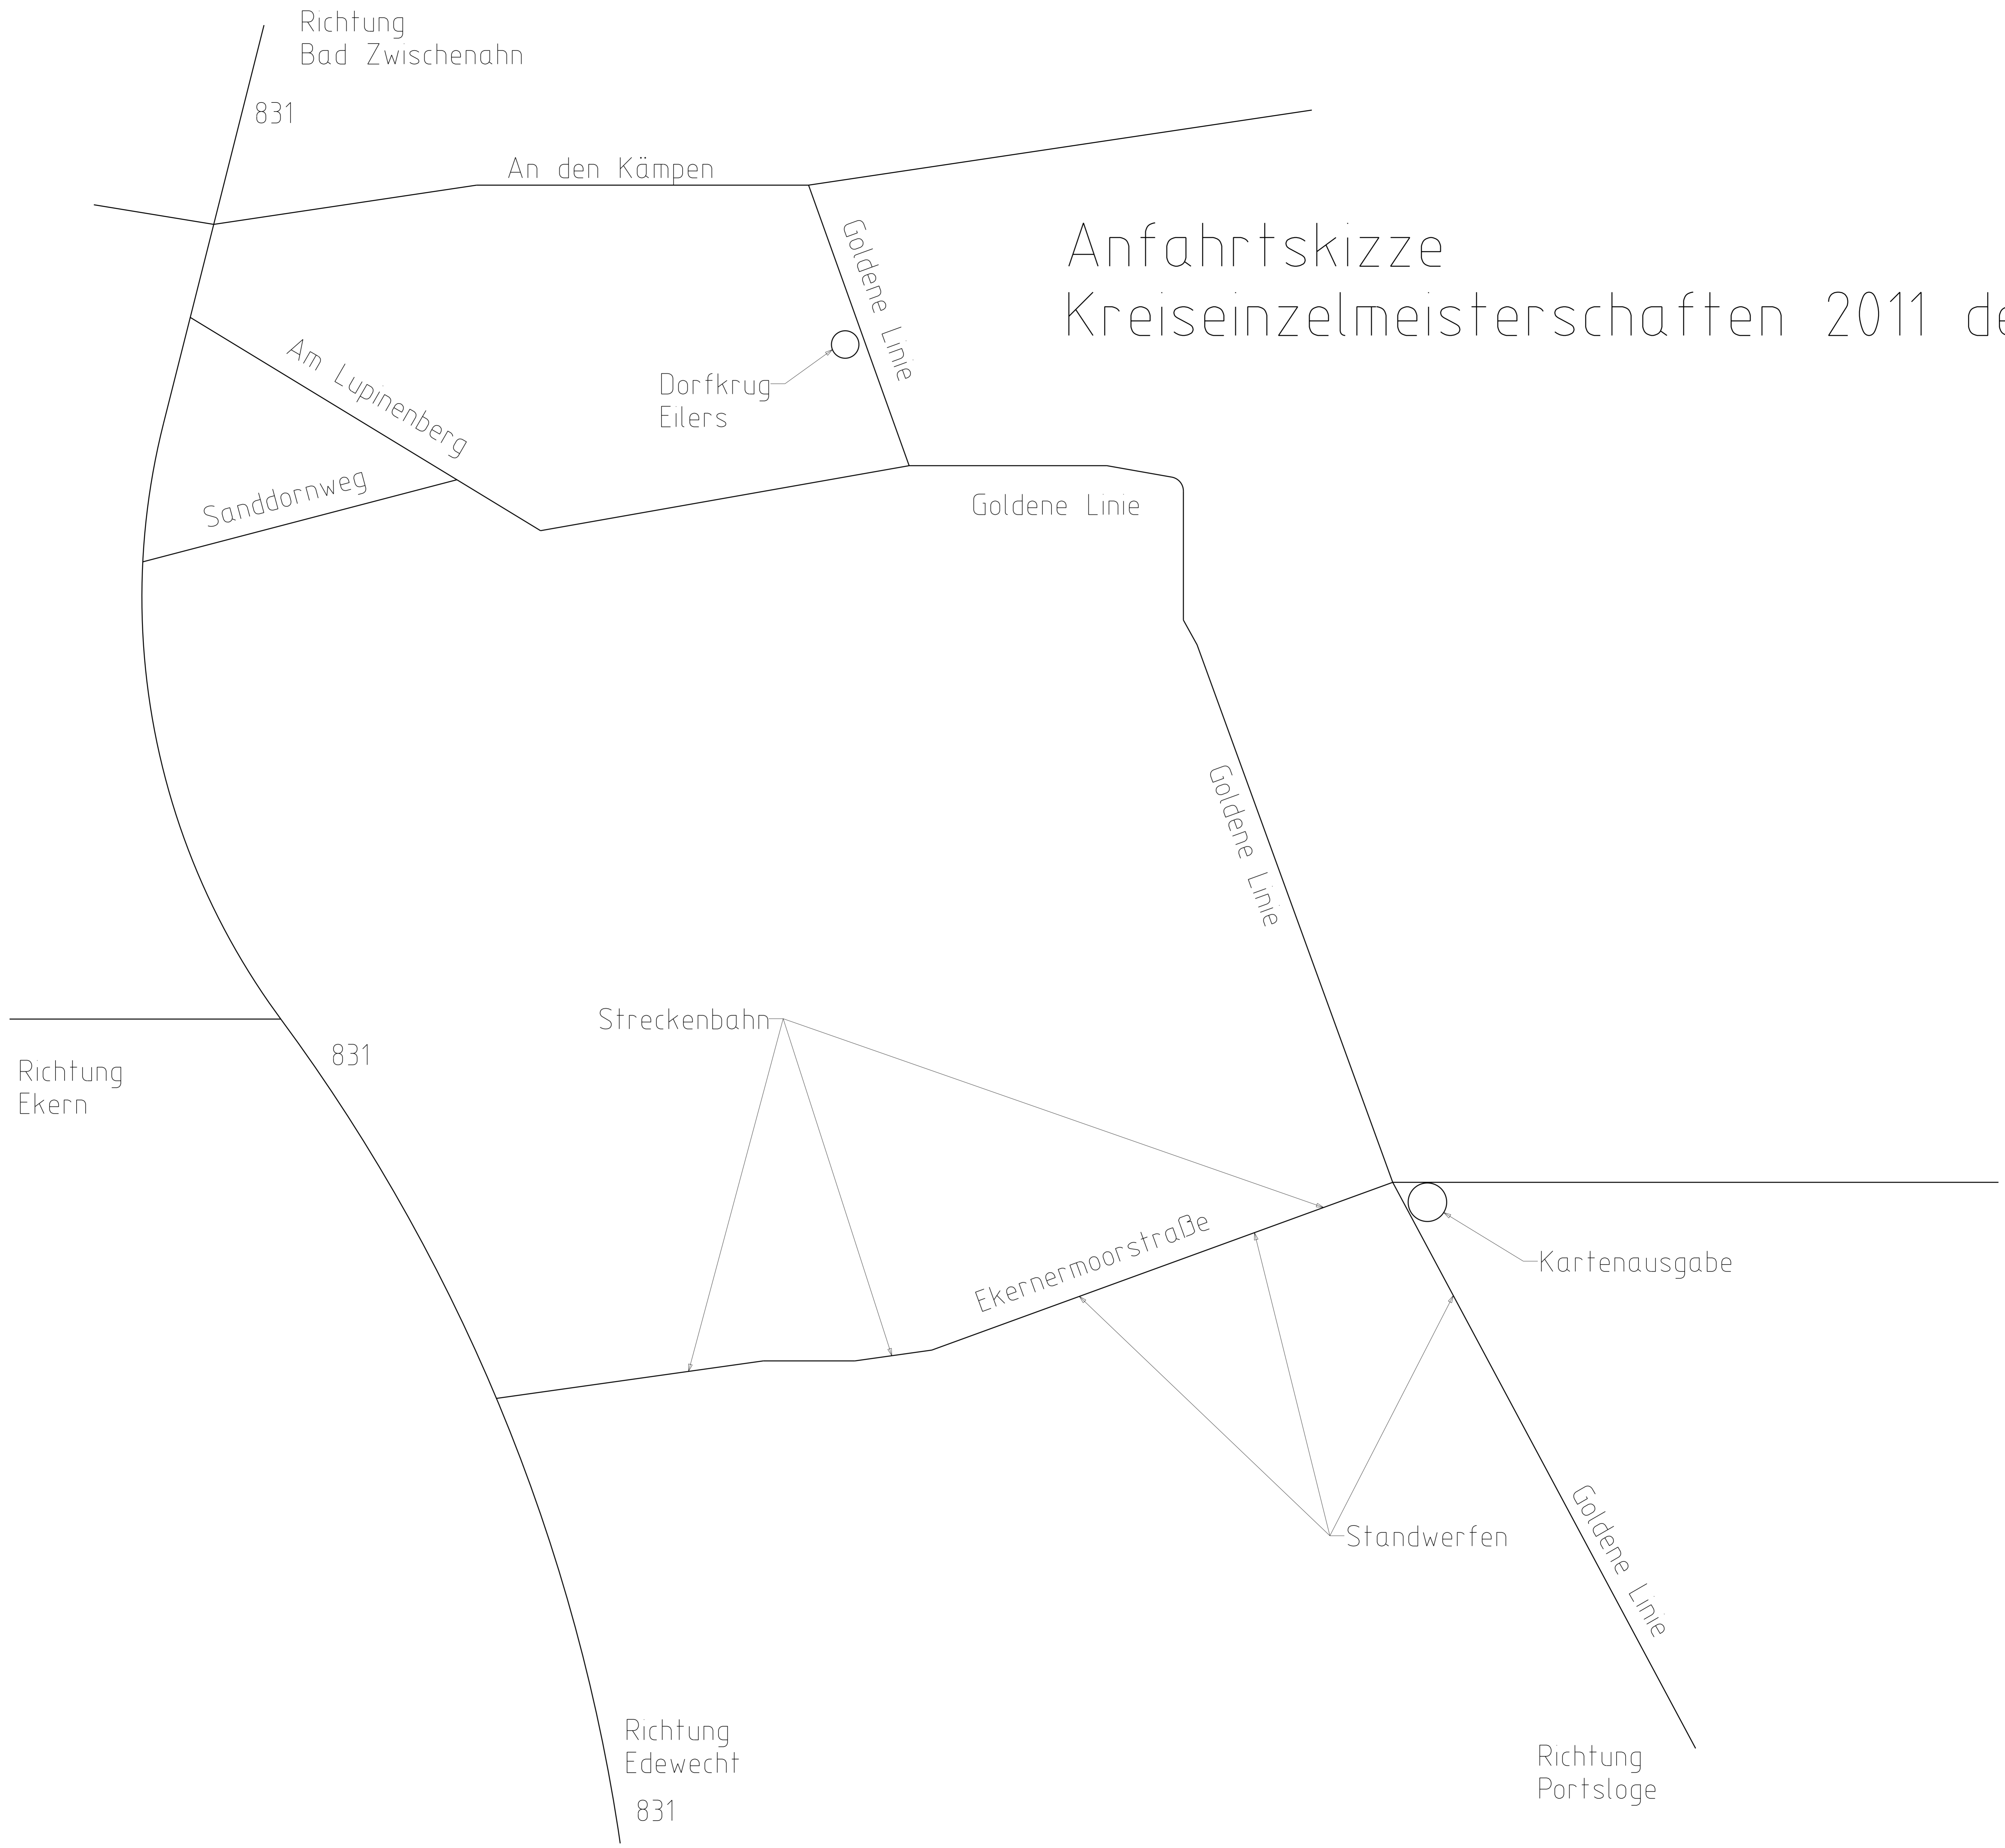 Richtung
Bad Zwischenahn
831
An den Kämpen
Goldene Linie
Anfahrtskizze
Kreiseinzelmeisterschaften 2011 de
Am Lupinenberg
Dorfkrug
Eilers
Sanddornweg
Goldene Linie
Goldene Linie
Streckenbahn
831
Richtung
Ekern
Ekernermoorstraße
Kartenausgabe
Standwerfen
Goldene Linie
Richtung
Edewecht
831
Richtung
Portsloge